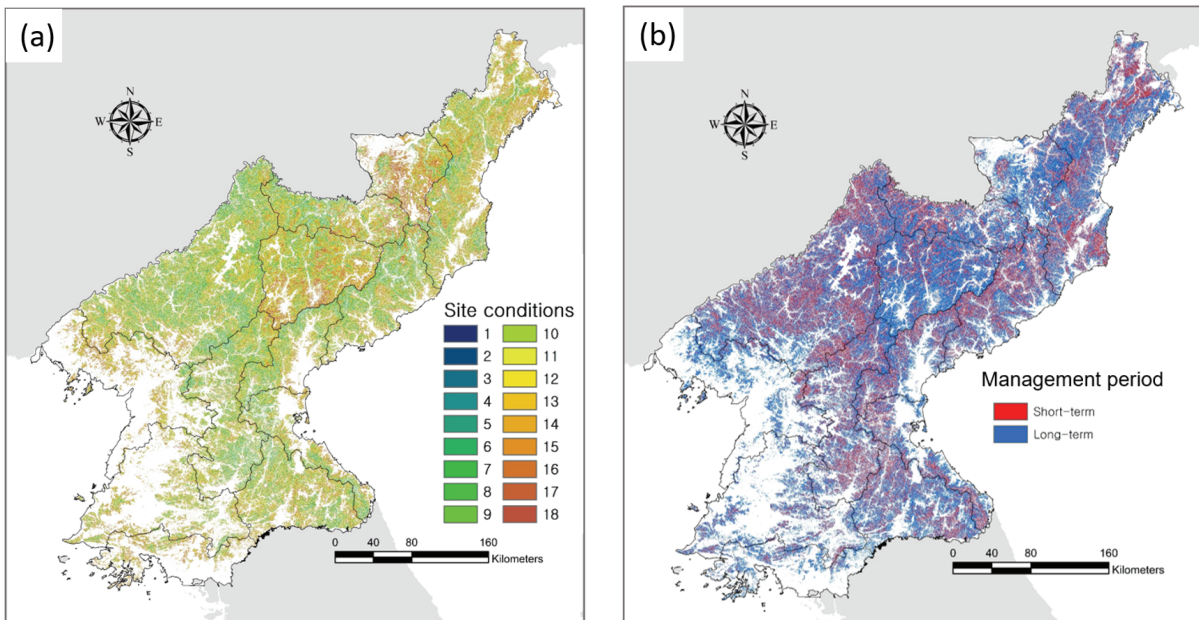 (a)
N
W E
S
Site conditions
1 10
2 11
3 12
4 13
5 14
6 15
7 16
8 17
9 18
0 40 80 160
Kilometers
(b)
N
W E
S
Management period
Short-term
Long-term
0 40 80 160
Kilometers